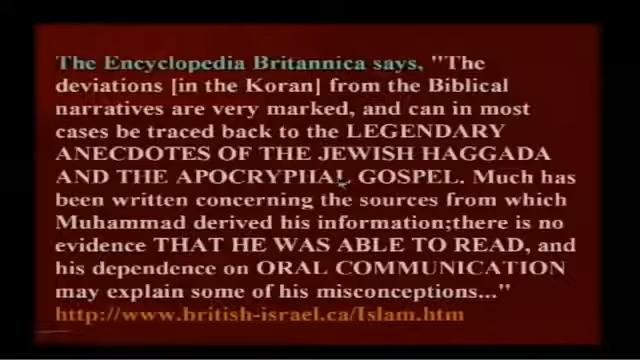 The Encyclopedia Britannica says, "The
deviations [in the Koran] from the Biblical
narratives are very marked, and can in most
cases be traced back to the LEGENDARY
ANECDOTES OF THE JEWISH HAGGADA
AND THE APOCRYPHAL GOSPEL. Much has
been written concerning the sources from which
Muhammad derived his information;there is no
evidence THAT HE WAS ABLE TO READ, and
his dependence on ORAL COMMUNICATION
may explain some of his misconceptions..."
http://www.british-israel.ca/Islam.htm